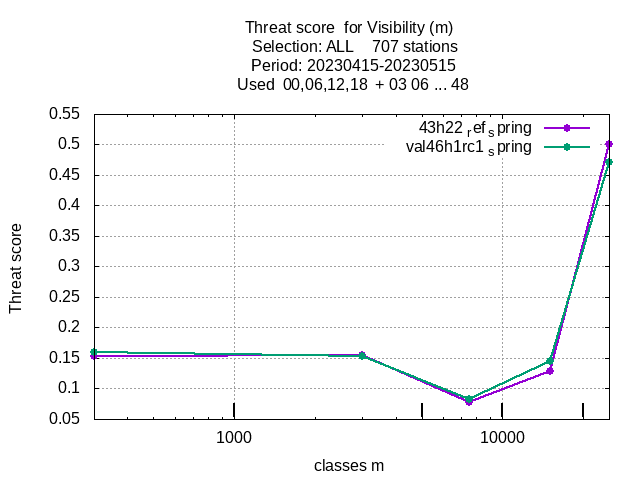 Threat score  for Visibility (m)
Selection: ALL    707 stations
Period: 20230415-20230515
Used  00,06,12,18  + 03 06 ... 48
43h22 ref spring
val46h1rc1 spring
0.55
0.5
0.45
0.4
0.35
0.3
0.25
0.2
0.15
0.1
0.05
Threat score
1000
10000
classes m